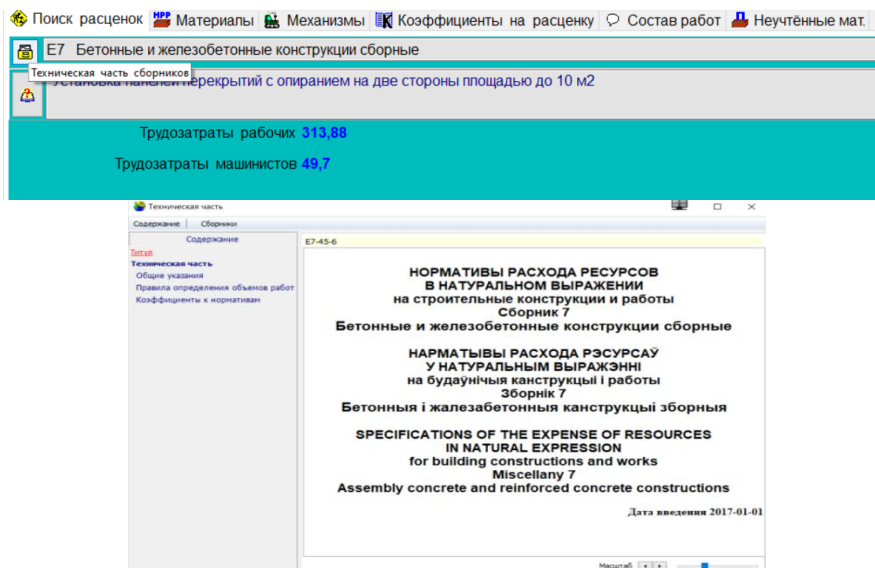 Поиск расценок НРР Материалы Механизмы К Коэффициенты на расценку Состав работ Неучтённые мат.
Е7 Бетонные и железобетонные конструкции сборные
Техническая часть сборников
Установка панелей перекрытий с опиранием на две стороны площадью до 10 м2
Трудозатраты рабочих 313,88
Трудозатраты машинистов 49,7
Техническая часть
Содержание Сборники
Содержание
Титул
Техническая часть
Общие указания
Правила определения объемов работ
Коэффициенты к нормативам
Е7-45-6
НОРМАТИВЫ РАСХОДА РЕСУРСОВ
В НАТУРАЛЬНОМ ВЫРАЖЕНИИ
на строительные конструкции и работы
Сборник 7
Бетонные и железобетонные конструкции сборные
НАРМАТЫВЫ РАСХОДА РЭСУРСАЎ
У НАТУРАЛЬНЫМ ВЫРАЖЭННІ
на будаўнічыя канструкцыі і работы
Зборнік 7
Бетонныя і жалезабетонныя канструкцыі зборныя
SPECIFICATIONS OF THE EXPENSE OF RESOURCES
IN NATURAL EXPRESSION
for building constructions and works
Miscellany 7
Assembly concrete and reinforced concrete constructions
Дата введения 2017-01-01
Масштаб